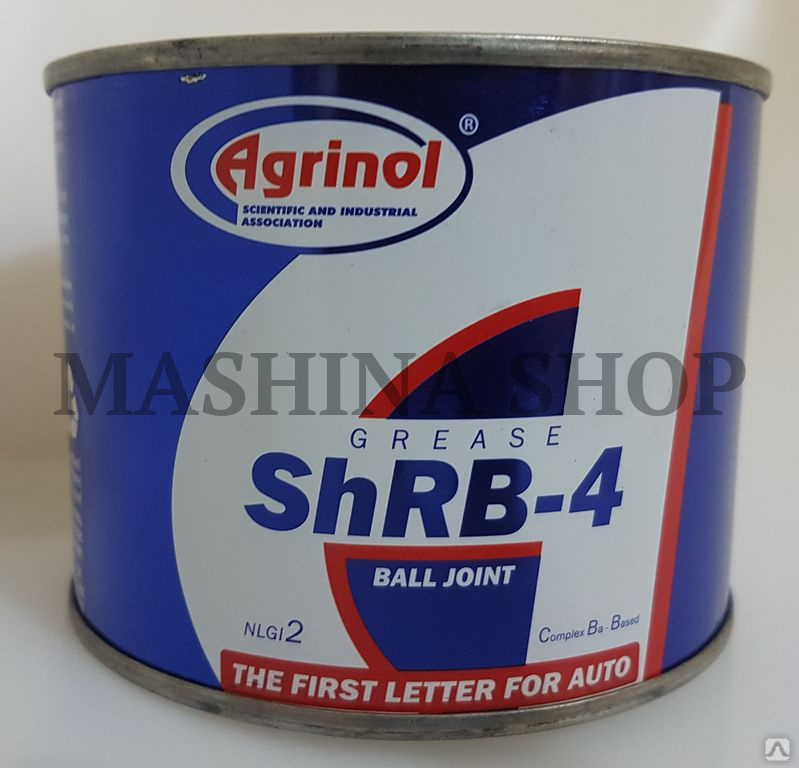 Agrinol ®
SCIENTIFIC AND INDUSTRIAL
ASSOCIATION
MASHINA SHOP
GREASE
ShRB-4
BALL JOINT
NLGI 2
Complex Ba - Based
THE FIRST LETTER FOR AUTO